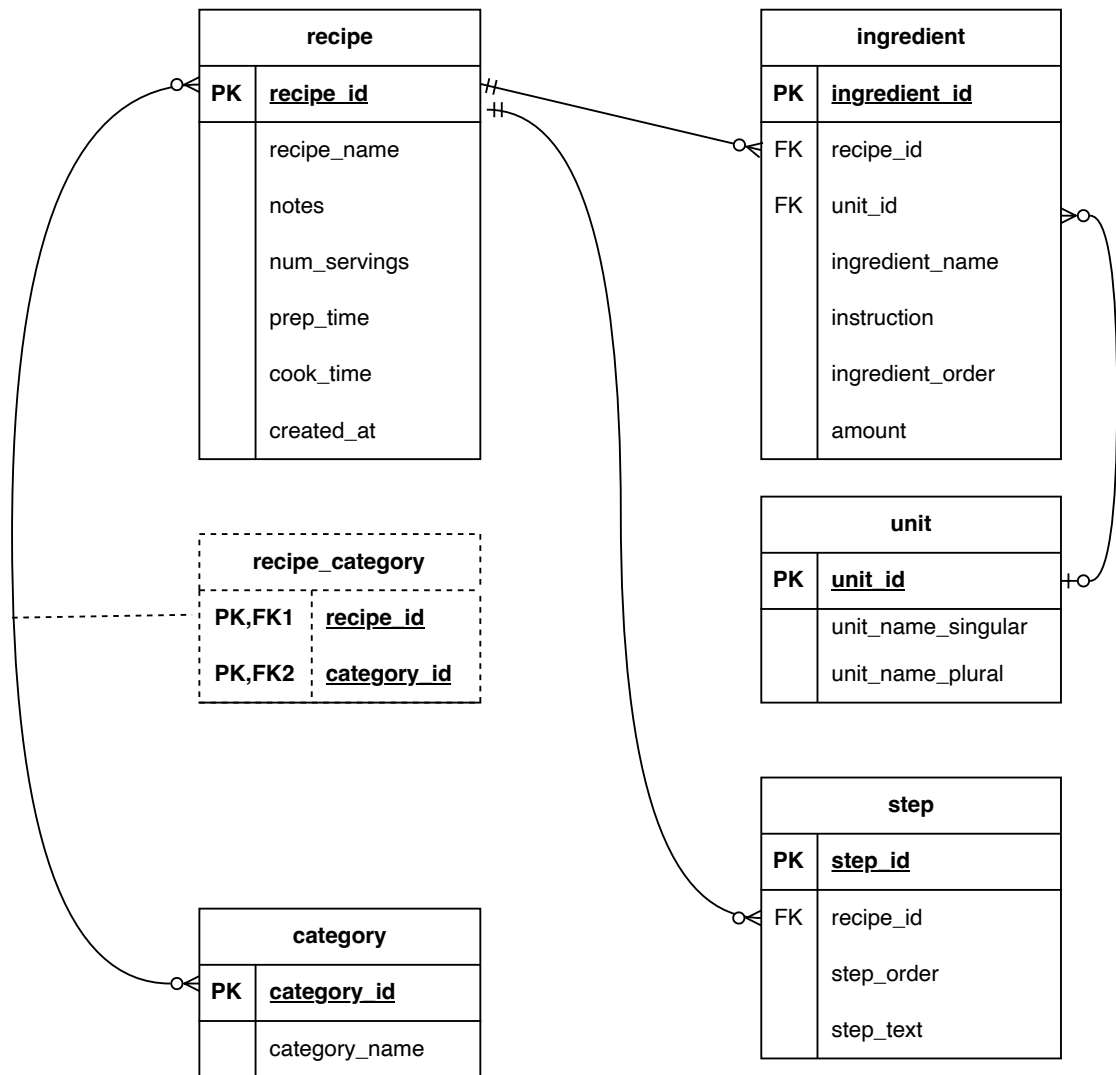 recipe
PK recipe_id
recipe_name
notes
num_servings
prep_time
cook_time
created_at
ingredient
PK ingredient_id
FK recipe_id
FK unit_id
ingredient_name
instruction
ingredient_order
amount
recipe_category
PK,FK1 recipe_id
PK,FK2 category_id
unit
PK unit_id
unit_name_singular
unit_name_plural
step
PK step_id
FK recipe_id
step_order
step_text
category
PK category_id
category_name